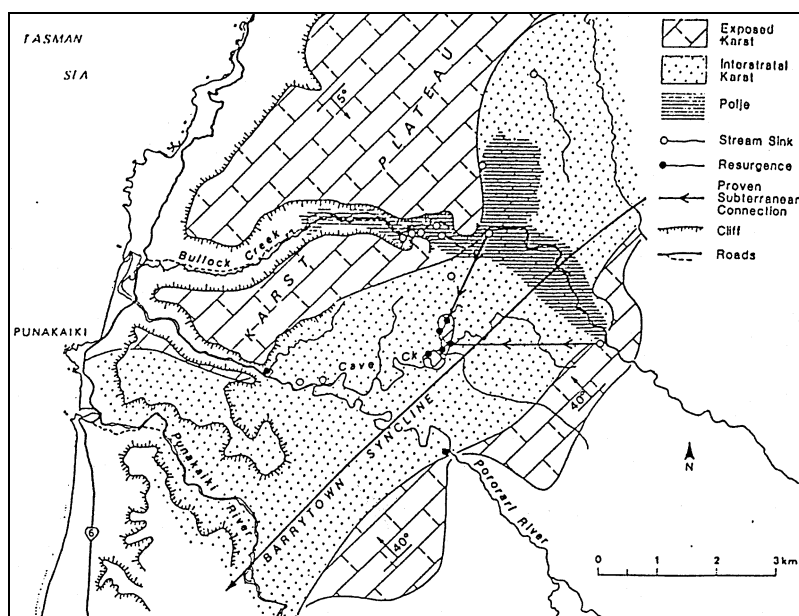 TASMAN
SEA
PLATEAU
15°
Exposed
Karst
Interstratal
Karst
Polje
Stream Sink
Resurgence
Proven
Subterranean
Connection
Cliff
Roads
Bullock Creek
KALRST
PUNAKAIKI
Cave Ck
40°
BARRYTOWN SYNCLINE
Punakaiki
River
Pororari River
N
6
40°
0 1 2 3 km